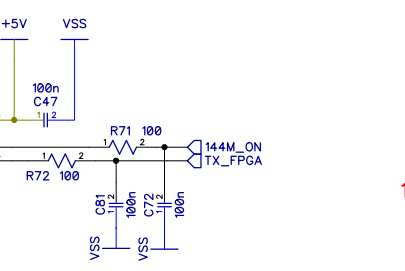 +5V VSS
100n
C47
1 2
R71 100
1 2
144M_ON
1 2
TX_FPGA
R72 100
C81
1 2
100n
C72
1 2
100n
VSS
VSS